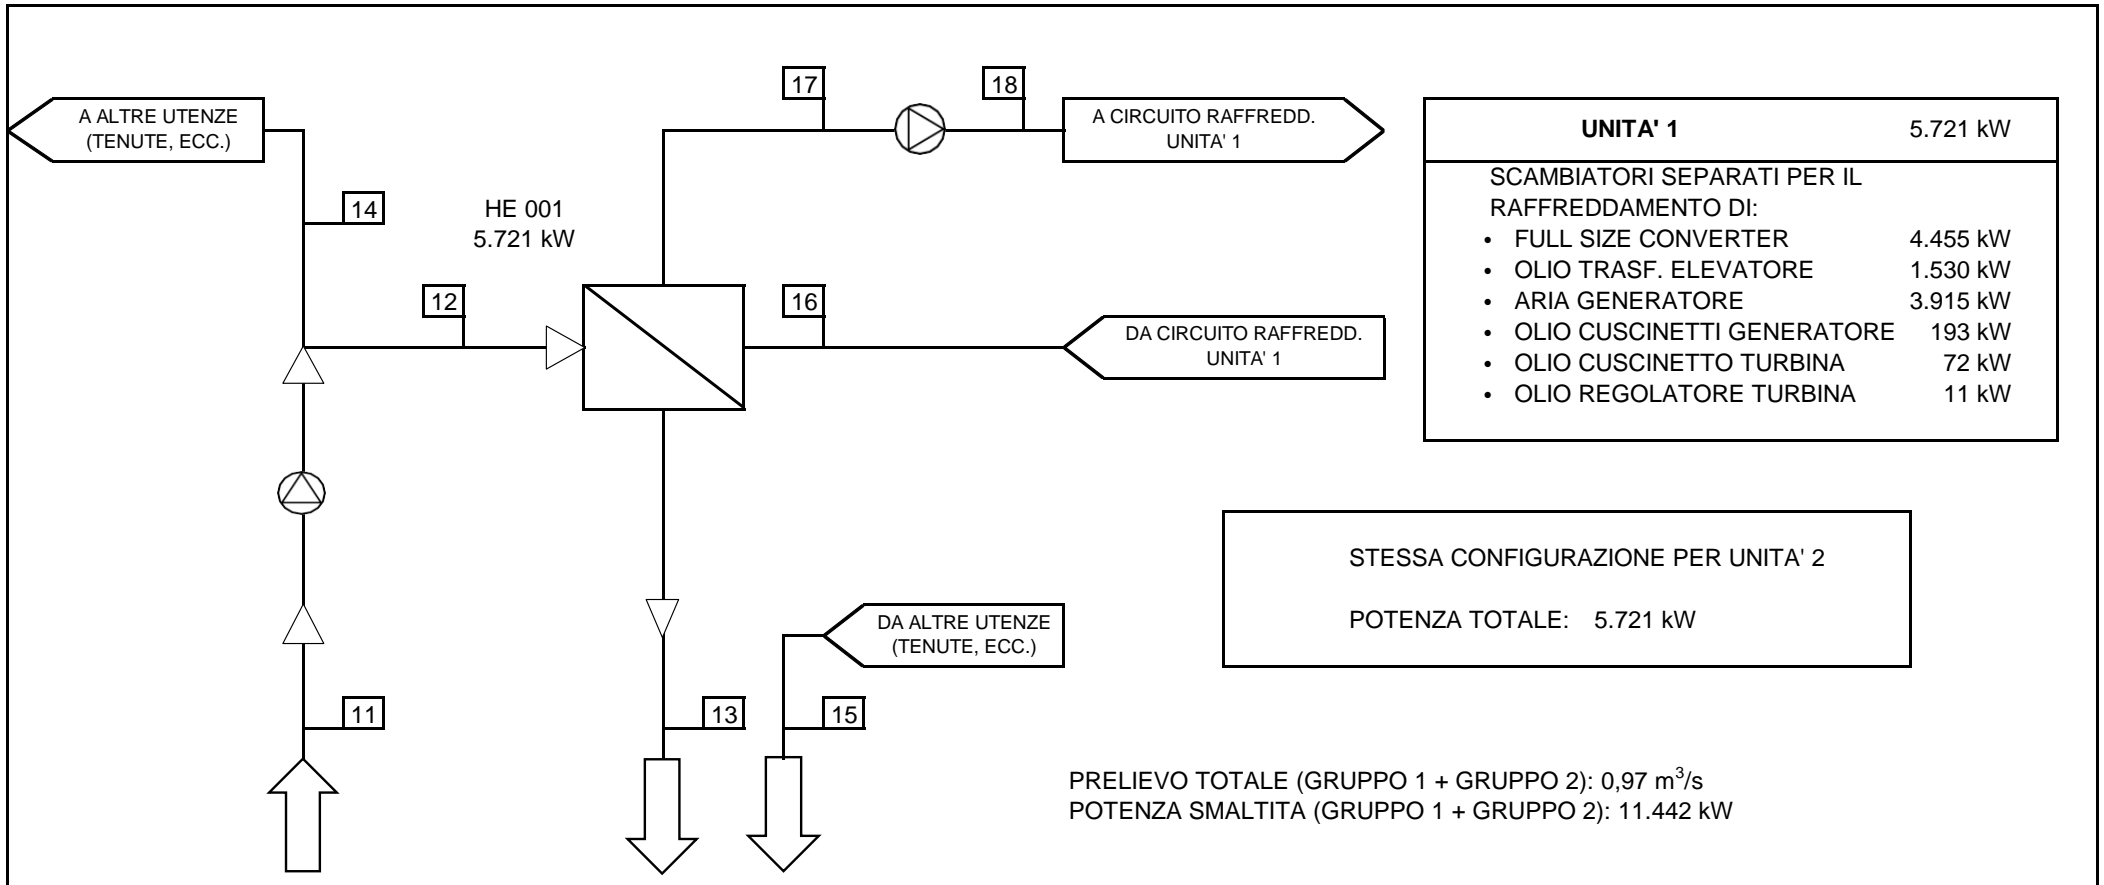 17
18
A ALTRE UTENZE
(TENUTE, ECC.)
A CIRCUITO RAFFREDD.
UNITA' 1
UNITA' 1 5.721 kW
SCAMBIATORI SEPARATI PER IL
RAFFREDDAMENTO DI:
• FULL SIZE CONVERTER 4.455 kW
• OLIO TRASF. ELEVATORE 1.530 kW
• ARIA GENERATORE 3.915 kW
• OLIO CUSCINETTI GENERATORE 193 kW
• OLIO CUSCINETTO TURBINA 72 kW
• OLIO REGOLATORE TURBINA 11 kW
14
HE 001
5.721 kW
12
16
DA CIRCUITO RAFFREDD.
UNITA' 1
STESSA CONFIGURAZIONE PER UNITA' 2
POTENZA TOTALE: 5.721 kW
DA ALTRE UTENZE
(TENUTE, ECC.)
11
13
15
PRELIEVO TOTALE (GRUPPO 1 + GRUPPO 2): 0,97 m³/s
POTENZA SMALTITA (GRUPPO 1 + GRUPPO 2): 11.442 kW